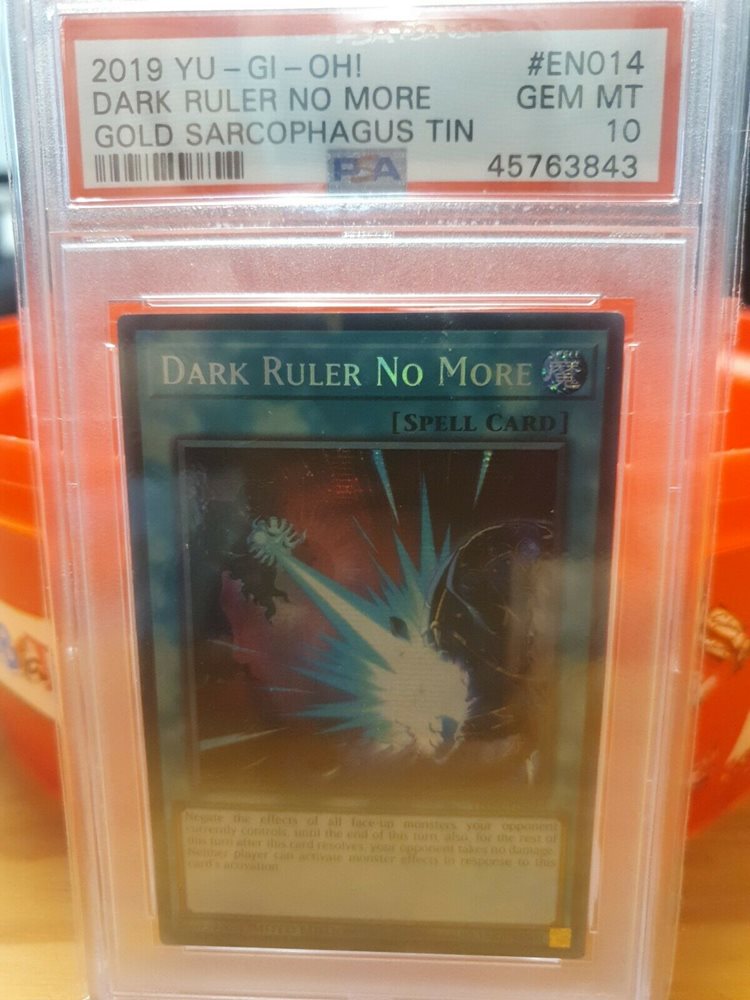 2019 YU-GI-OH! #EN014
DARK RULER NO MORE GEM MT
GOLD SARCOPHAGUS TIN 10
PSA 45763843
DARK RULER NO MORE 魔
[SPELL CARD]
Negate the effects of all face-up monsters your opponent
currently controls, until the end of this turn, also, for the rest of
this turn after this card resolves, your opponent takes no damage.
Neither player can activate monster effects in response to this
card's activation.